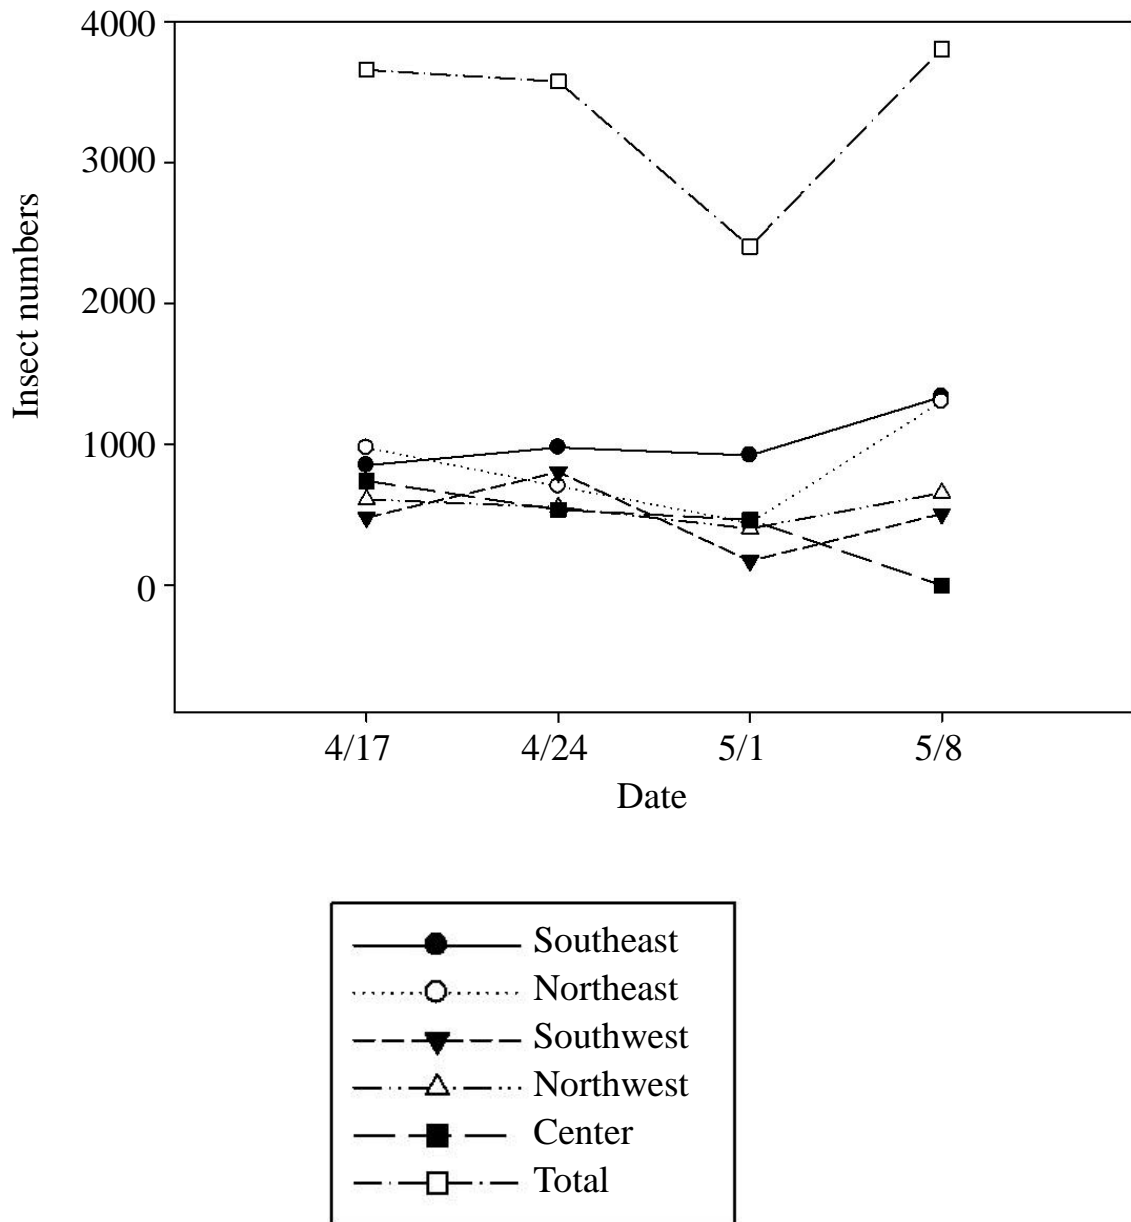 4000
3000
2000
1000
0
Insect numbers
4/17 4/24 5/1 5/8
Date
Southeast
Northeast
Southwest
Northwest
Center
Total